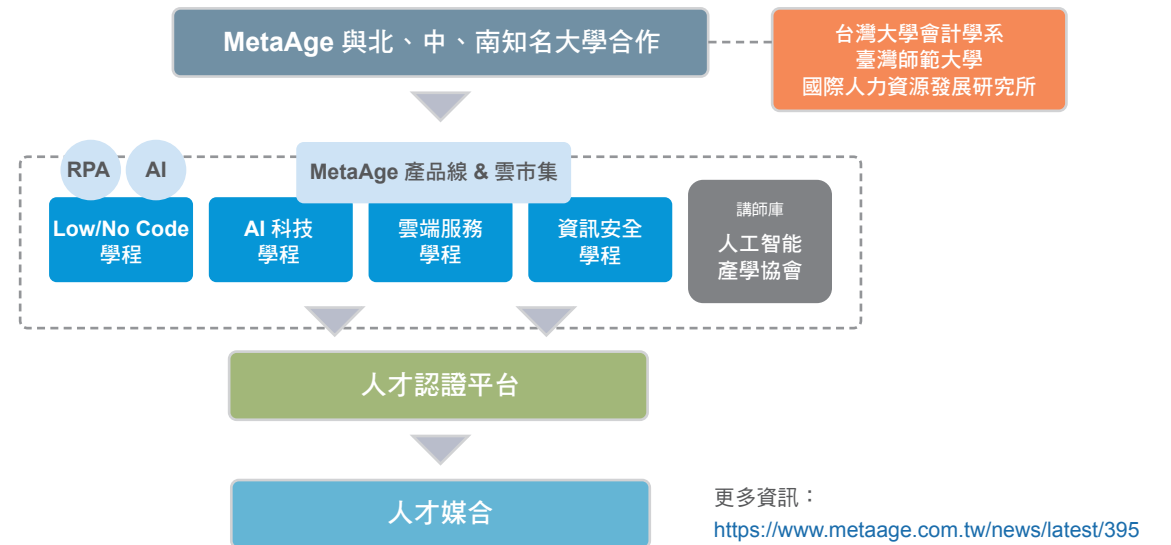 MetaAge 與北、中、南知名大學合作
台灣大學會計學系
臺灣師範大學
國際人力資源發展研究所
RPA
AI
MetaAge 產品線 & 雲市集
Low/No Code
學程
AI 科技
學程
雲端服務
學程
資訊安全
學程
講師庫
人工智能
產學協會
人才認證平台
人才媒合
更多資訊：
https://www.metaage.com.tw/news/latest/395